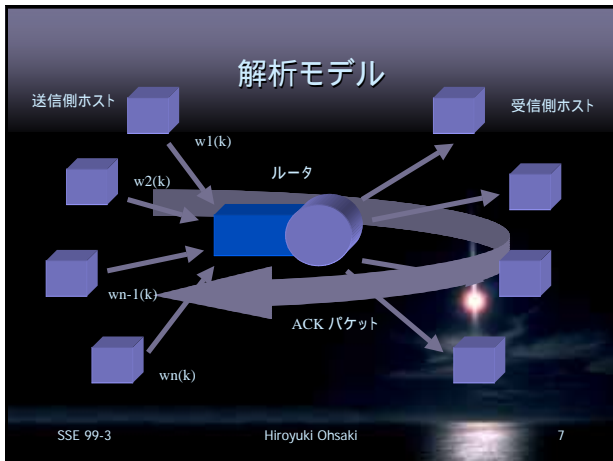 解析モデル
送信側ホスト
受信側ホスト
w1(k)
ルータ
w2(k)
wn-1(k)
ACK パケット
wn(k)
SSE 99-3
Hiroyuki Ohsaki
7